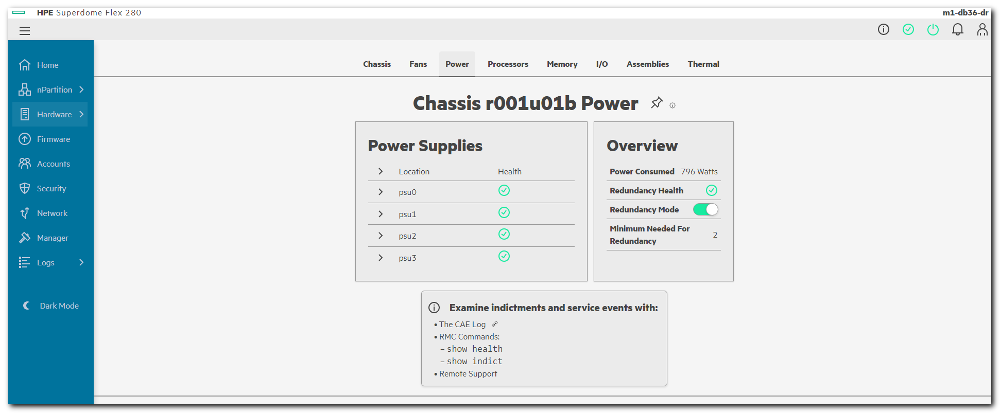 HPE Superdome Flex 280
m1-db36-dr
Home
nPartition
Hardware
Firmware
Accounts
Security
Network
Manager
Logs
Dark Mode
Chassis Fans Power Processors Memory I/O Assemblies Thermal
Chassis r001u01b Power
Power Supplies
Location Health
psu0
psu1
psu2
psu3
Overview
Power Consumed 796 Watts
Redundancy Health
Redundancy Mode
Minimum Needed For
Redundancy 2
Examine indictments and service events with:
• The CAE Log
• RMC Commands:
– show health
– show indict
• Remote Support